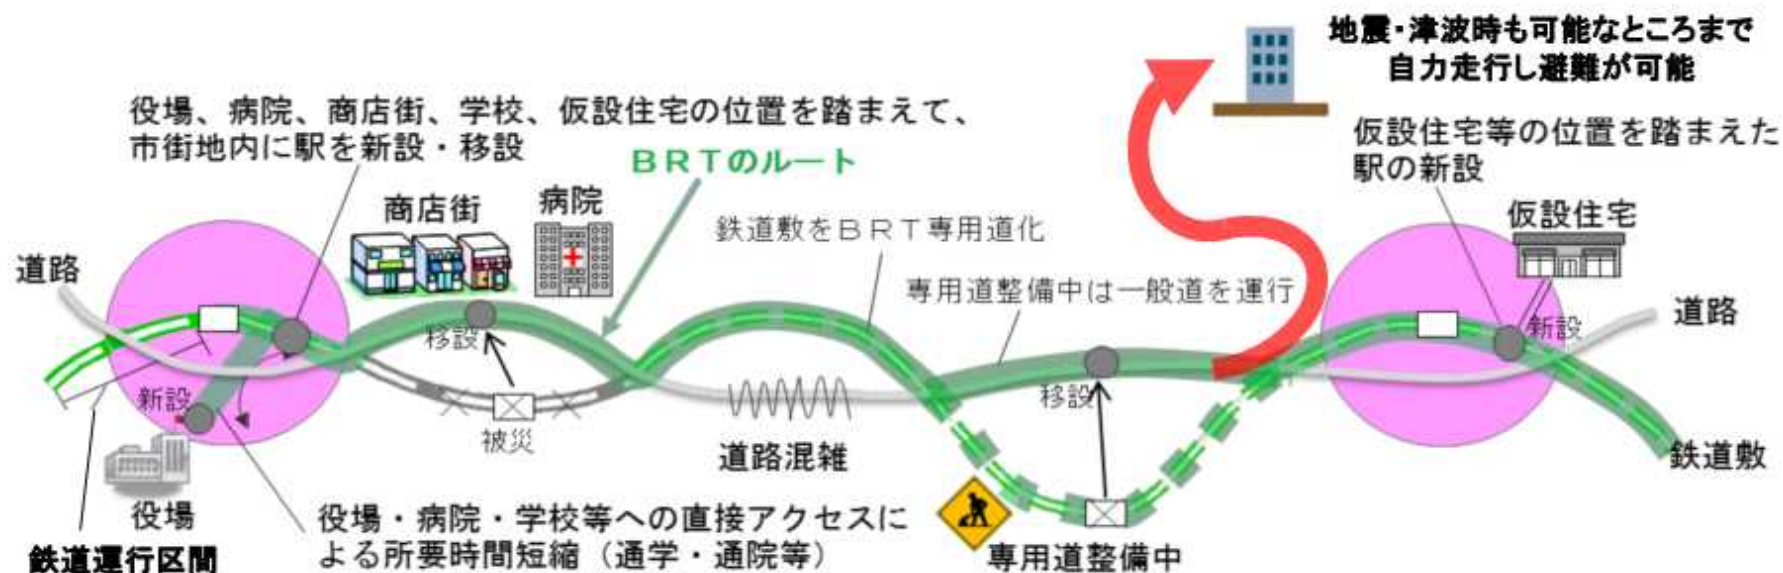 地震・津波時も可能なところまで
自力走行し避難が可能
役場、病院、商店街、学校、仮設住宅の位置を踏まえて、
市街地内に駅を新設・移設
BRTのルート
仮設住宅等の位置を踏まえた
駅の新設
商店街
病院
鉄道敷をBRT専用道化
仮設住宅
道路
専用道整備中は一般道を運行
道路
移設
新設
新設
移設
被災
道路混雑
鉄道敷
役場
役場・病院・学校等への直接アクセスに
よる所要時間短縮（通学・通院等）
専用道整備中
鉄道運行区間